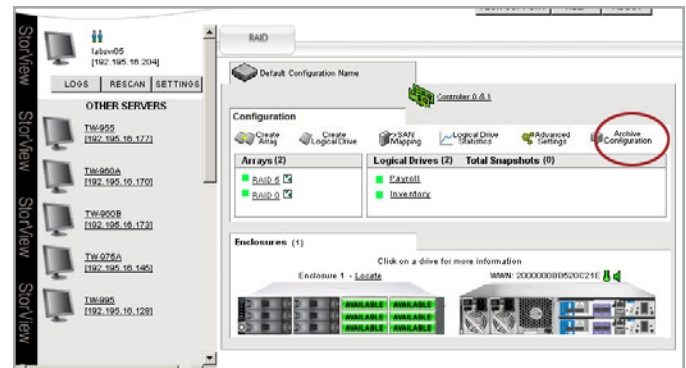 StorView
StorView
StorView
StorView
labsvr05
[192.195.16.204]
LOGS RESCAN SETTINGS
OTHER SERVERS
TW-955
[192.195.16.177]
TW-960A
[192.195.16.170]
TW-960B
[192.195.16.173]
TW-976A
[192.195.16.145]
TW-995
[192.195.16.128]
RAID
Default Configuration Name
Controller 0 & 1
Configuration
Create Array
Create Logical Drive
SAN Mapping
Logical Drive Statistics
Advanced Settings
Archive Configuration
Arrays (2)
Logical Drives (2) Total Snapshots (0)
RAID 5
Payroll
RAID 0
Inventory
Enclosures (1)
Click on a drive for more information
Enclosure 1 - Locate
WWN: 2000000BB520C21E
AVAILABLE AVAILABLE
AVAILABLE AVAILABLE
AVAILABLE AVAILABLE